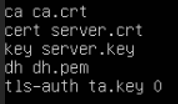 ca ca.crt
cert server.crt
key server.key
dh dh.pem
tls-auth ta.key 0